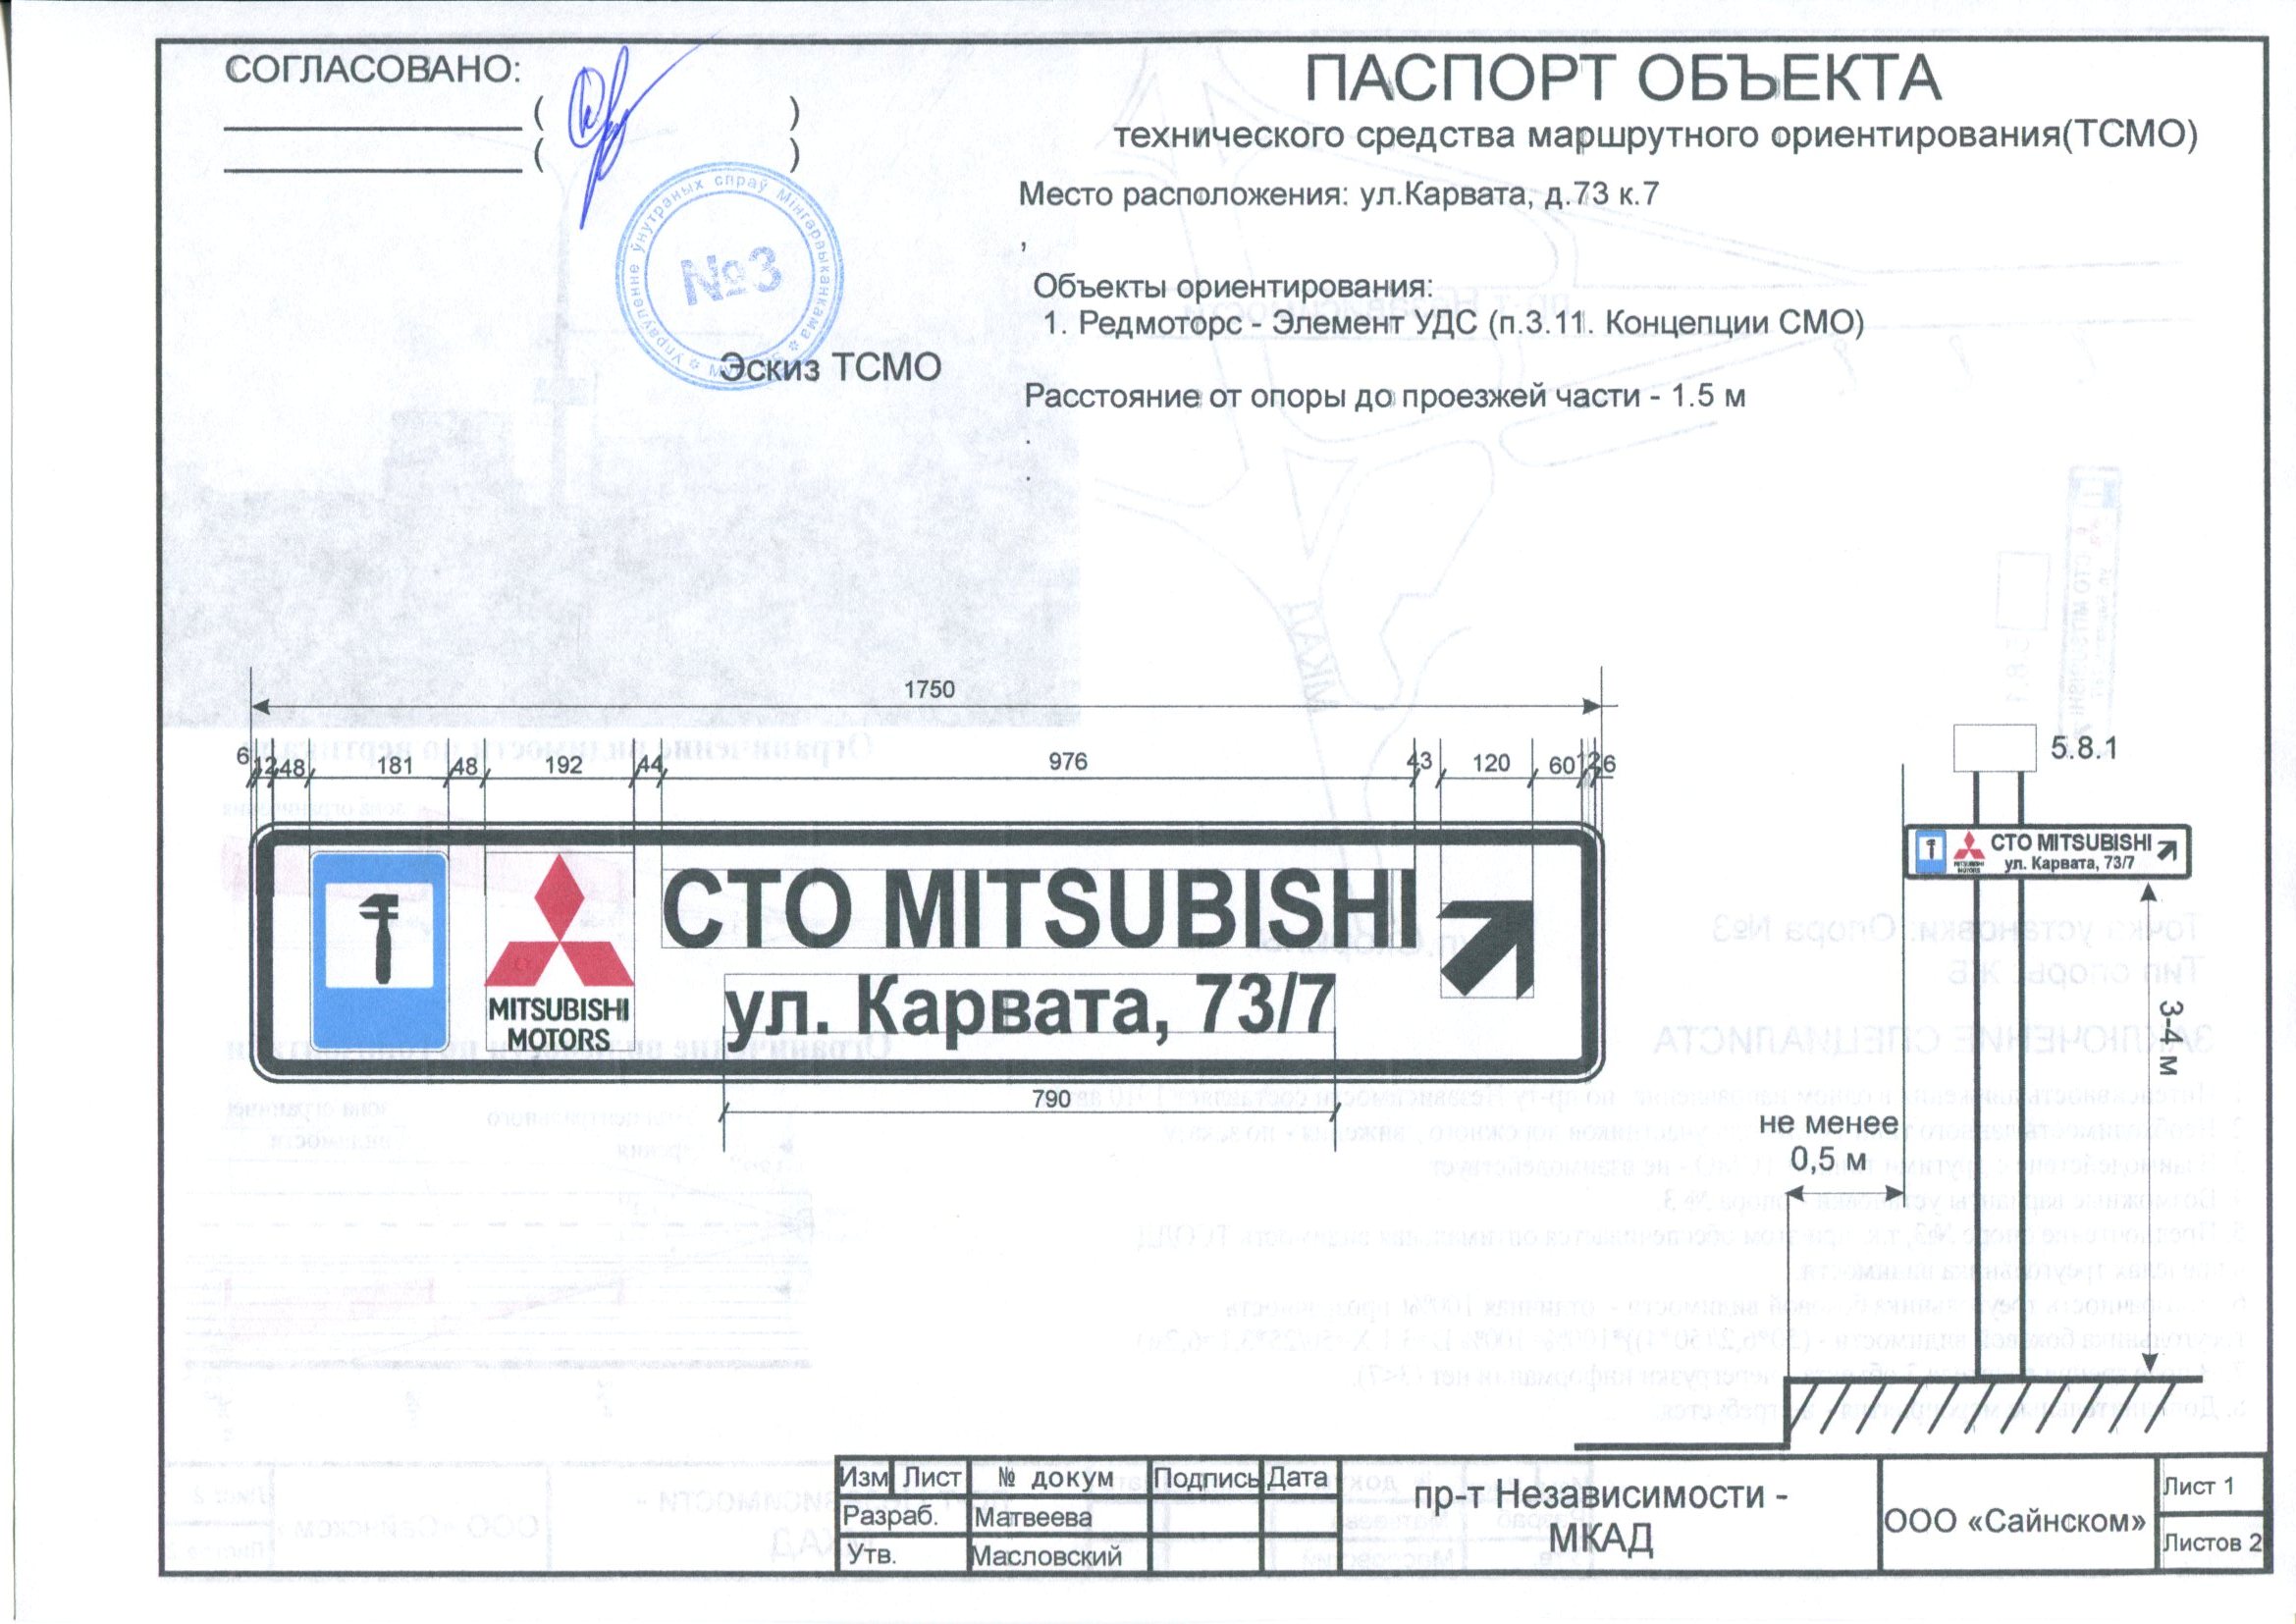 СОГЛАСОВАНО:
( )
( )
упраўленне ўнутраных спраў Мінгарвыканкама
№3
Эскиз ТСМО
ПАСПОРТ ОБЪЕКТА
технического средства маршрутного ориентирования(ТСМО)
Место расположения: ул.Карвата, д.73 к.7
,
Объекты ориентирования:
1. Редмоторс - Элемент УДС (п.3.11. Концепции СМО)
Расстояние от опоры до проезжей части - 1.5 м
.
.
1750
6 12 48 181 48 192 44 976 43 120 60 12 6
СТО MITSUBISHI
ул. Карвата, 73/7
MITSUBISHI
MOTORS
790
5.8.1
СТО MITSUBISHI
ул. Карвата, 73/7
MITSUBISHI
MOTORS
3-4 м
не менее
0,5 м
Изм Лист № докум Подпись Дата
Разраб. Матвеева
Утв. Масловский
пр-т Независимости -
МКАД
ООО «Сайнском»
Лист 1
Листов 2